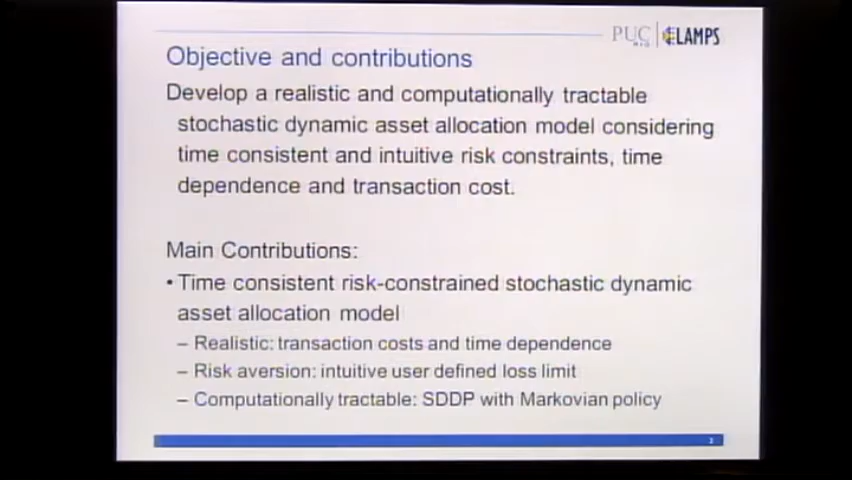 PUC
LAMPS
Objective and contributions
Develop a realistic and computationally tractable
stochastic dynamic asset allocation model considering
time consistent and intuitive risk constraints, time
dependence and transaction cost.
Main Contributions:
• Time consistent risk-constrained stochastic dynamic
asset allocation model
– Realistic: transaction costs and time dependence
– Risk aversion: intuitive user defined loss limit
– Computationally tractable: SDDP with Markovian policy